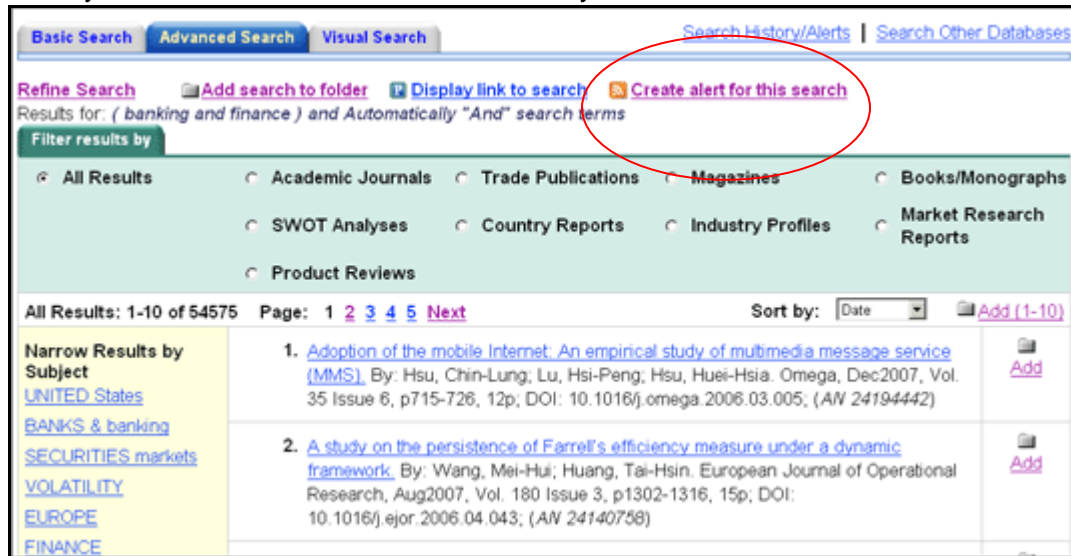 Basic Search Advanced Search Visual Search Search History/Alerts | Search Other Databases
Refine Search Add search to folder Display link to search Create alert for this search
Results for: ( banking and finance ) and Automatically "And" search terms
Filter results by
All Results Academic Journals Trade Publications Magazines Books/Monographs
SWOT Analyses Country Reports Industry Profiles Market Research
Reports
Product Reviews
All Results: 1-10 of 54575 Page: 1 2 3 4 5 Next Sort by: Date Add (1-10)
Narrow Results by
Subject
UNITED States
BANKS & banking
SECURITIES markets
VOLATILITY
EUROPE
FINANCE
1. Adoption of the mobile Internet: An empirical study of multimedia message service
(MMS). By: Hsu, Chin-Lung; Lu, Hsi-Peng; Hsu, Huei-Hsia. Omega, Dec2007, Vol.
35 Issue 6, p715-726, 12p; DOI: 10.1016/j.omega.2006.03.005; (AN 24194442)
Add
2. A study on the persistence of Farrell's efficiency measure under a dynamic
framework. By: Wang, Mei-Hui; Huang, Tai-Hsin. European Journal of Operational
Research, Aug2007, Vol. 180 Issue 3, p1302-1316, 15p; DOI:
10.1016/j.ejor.2006.04.043; (AN 24140758)
Add